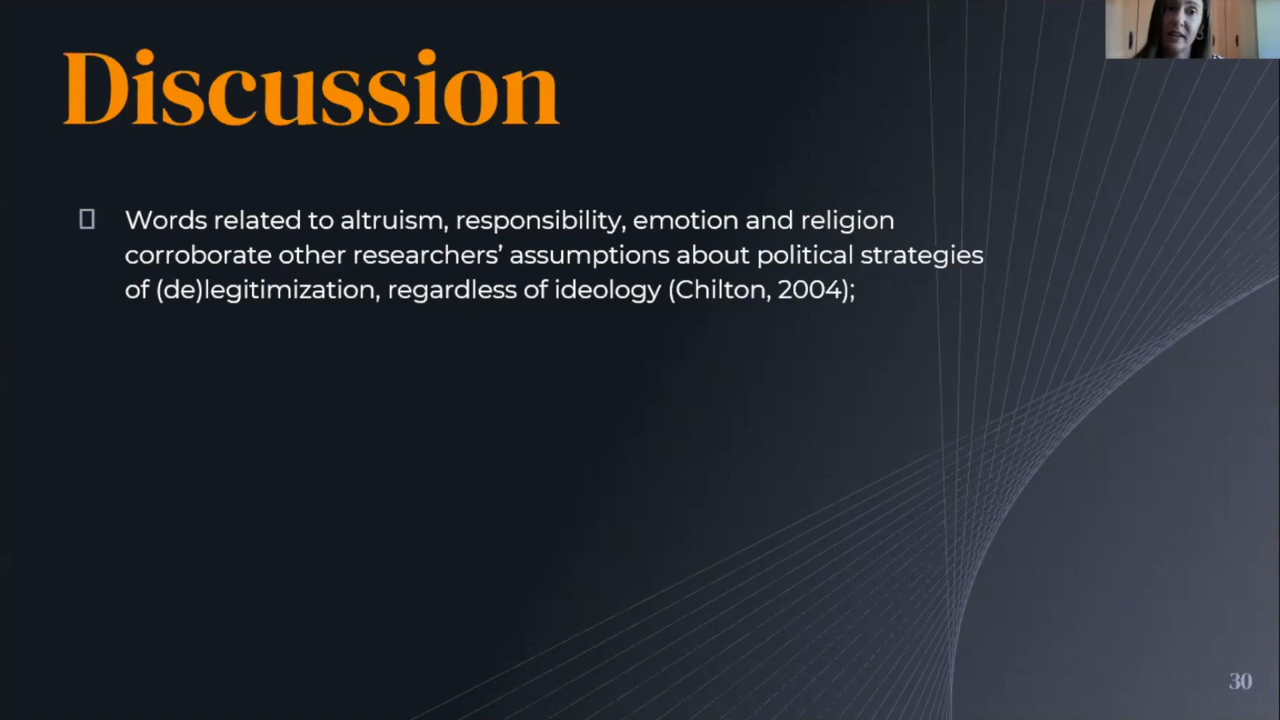 Discussion
Words related to altruism, responsibility, emotion and religion
corroborate other researchers’ assumptions about political strategies
of (de)legitimization, regardless of ideology (Chilton, 2004);
30